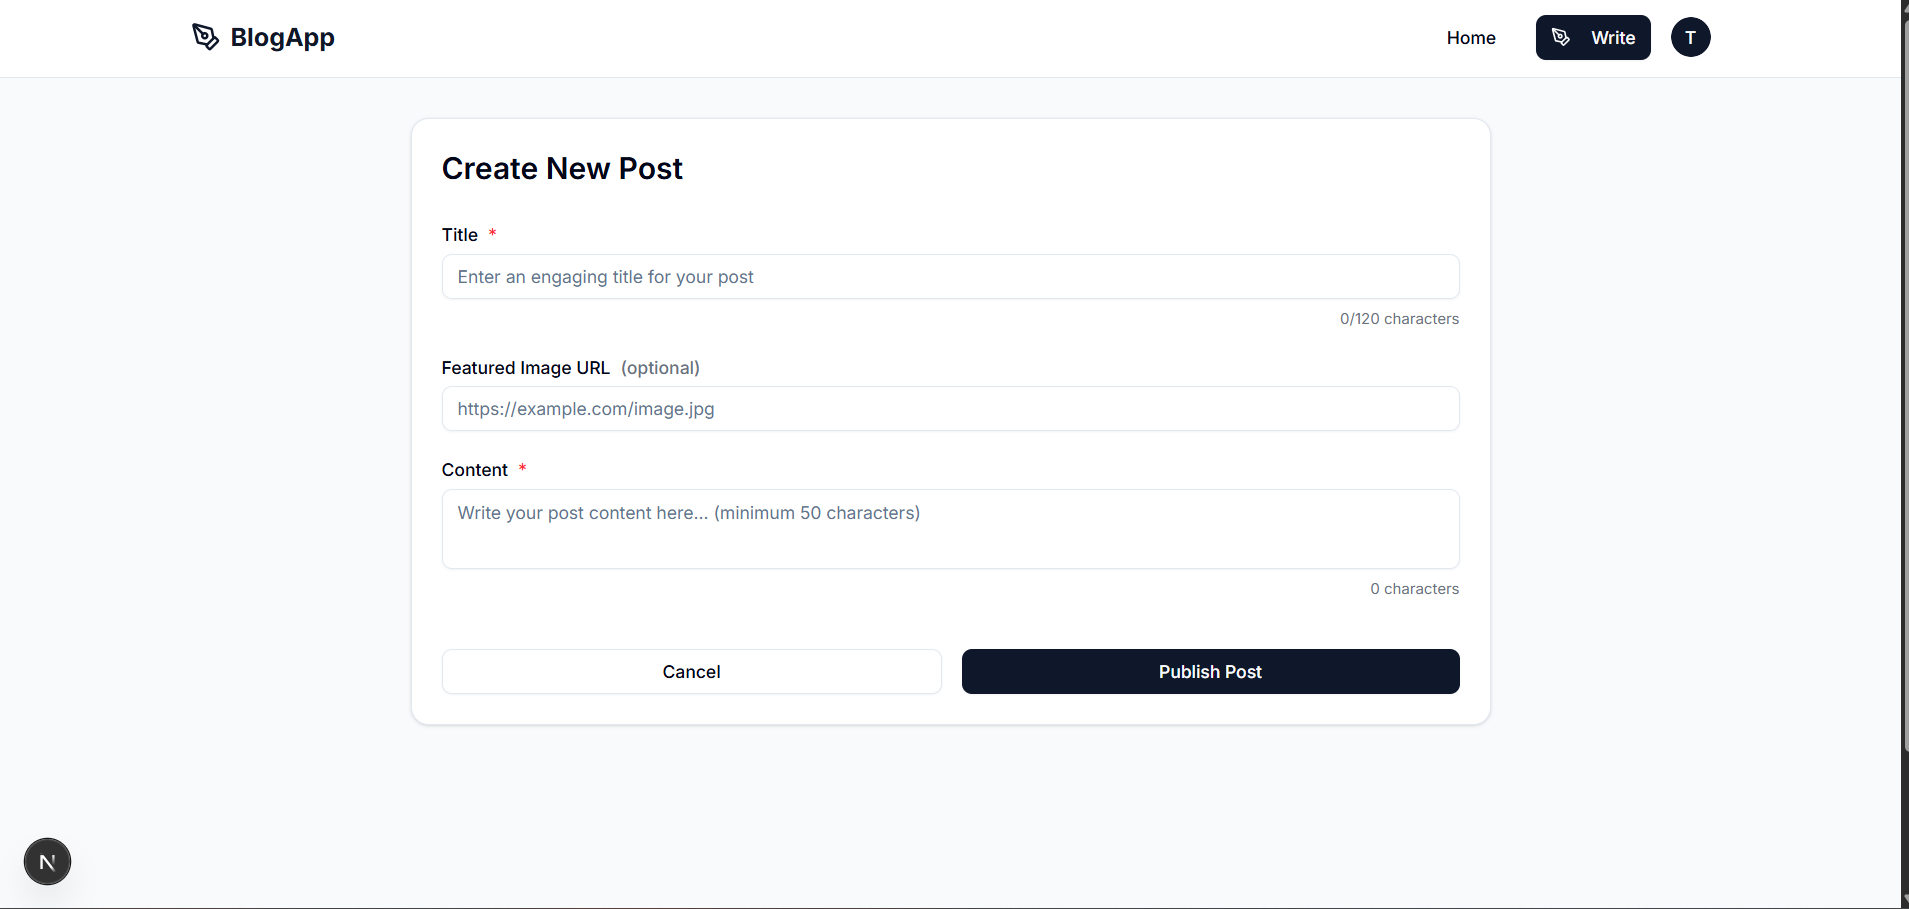 BlogApp
Home
Write
T
Create New Post
Title *
Enter an engaging title for your post
0/120 characters
Featured Image URL (optional)
https://example.com/image.jpg
Content *
Write your post content here... (minimum 50 characters)
0 characters
Cancel
Publish Post
N